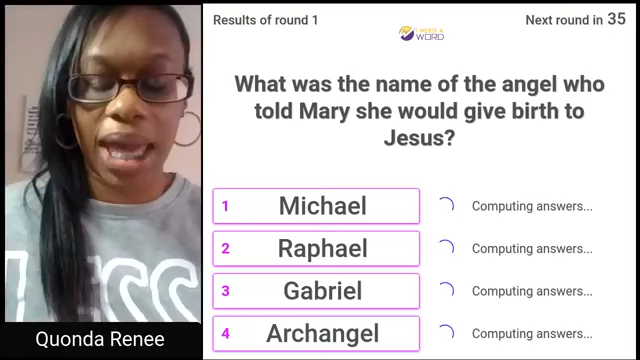 Results of round 1
I NEED A
WORD
Next round in 35
What was the name of the angel who
told Mary she would give birth to
Jesus?
1 Michael Computing answers...
2 Raphael Computing answers...
3 Gabriel Computing answers...
4 Archangel Computing answers...
Quonda Renee